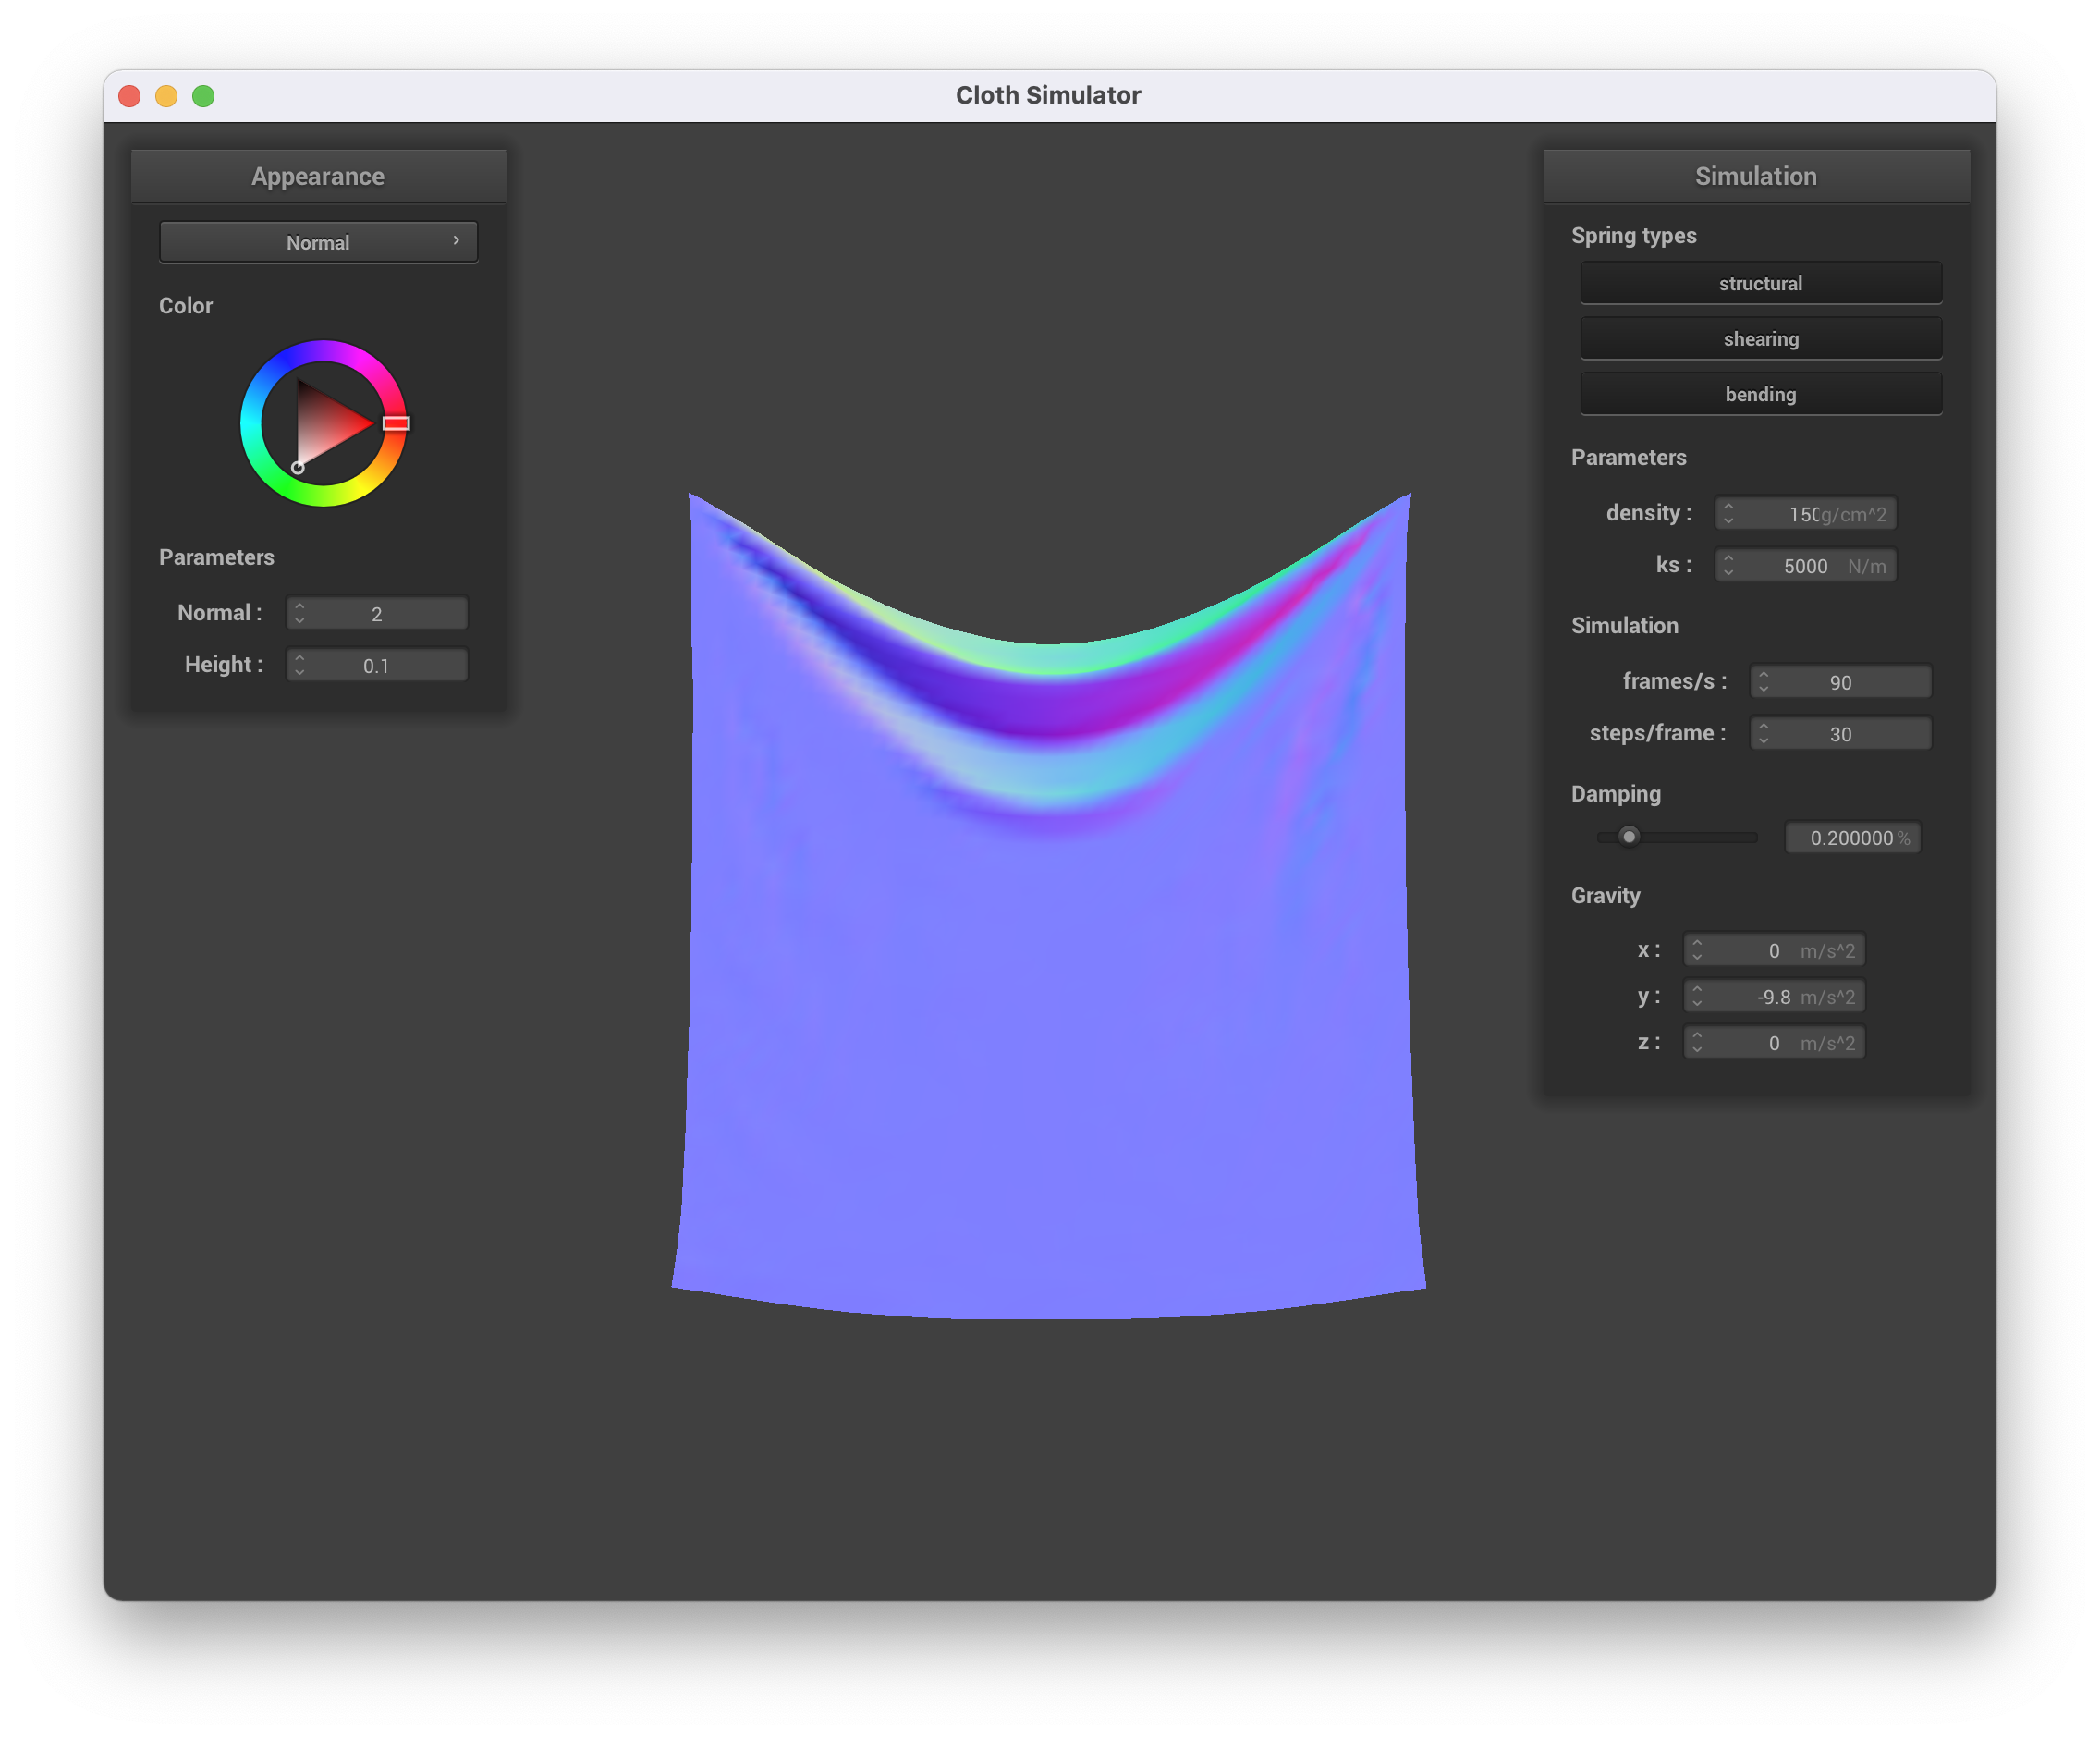 Cloth Simulator
Appearance
Normal
Color
Parameters
Normal :
2
Height :
0.1
Simulation
Spring types
structural
shearing
bending
Parameters
density :
150g/cm^2
ks :
5000 N/m
Simulation
frames/s :
90
steps/frame :
30
Damping
0.200000 %
Gravity
x :
0 m/s^2
y :
-9.8 m/s^2
z :
0 m/s^2